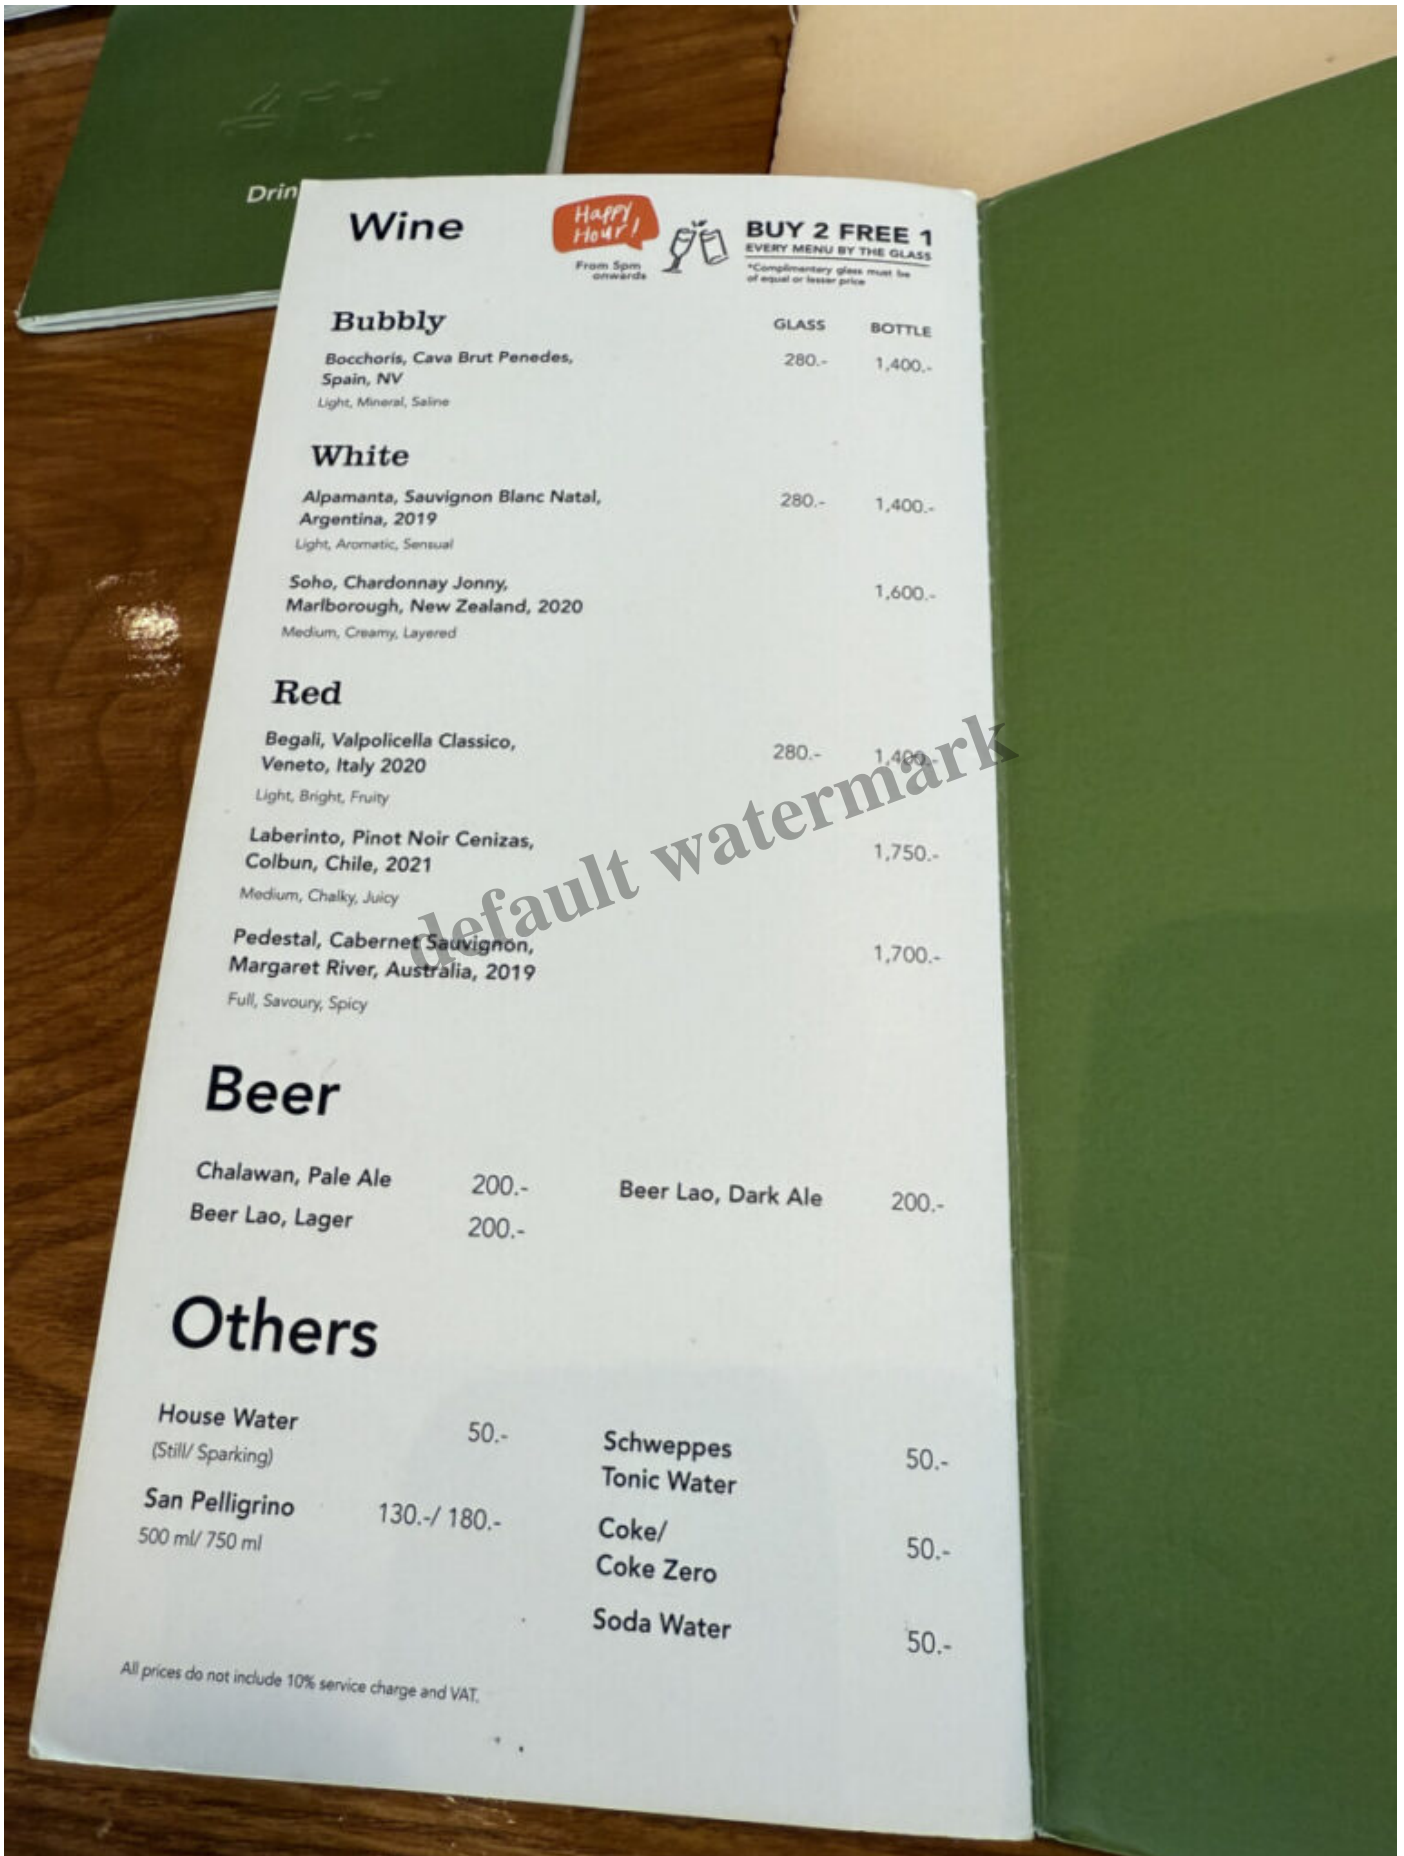 Drin
Wine
Happy
Hour!
From 5pm
onwards
BUY 2 FREE 1
EVERY MENU BY THE GLASS
*Complimentary glass must be
of equal or lesser price
Bubbly
GLASS BOTTLE
Bocchoris, Cava Brut Penedes, 280.- 1,400.-
Spain, NV
Light, Mineral, Saline
White
Alpamanta, Sauvignon Blanc Natal, 280.- 1,400.-
Argentina, 2019
Light, Aromatic, Sensual
Soho, Chardonnay Jonny, 1,600.-
Marlborough, New Zealand, 2020
Medium, Creamy, Layered
Red
Begali, Valpolicella Classico, 280.- 1,400.-
Veneto, Italy 2020
Light, Bright, Fruity
Laberinto, Pinot Noir Cenizas, 1,750.-
Colbun, Chile, 2021
Medium, Chalky, Juicy
Pedestal, Cabernet Sauvignon, 1,700.-
Margaret River, Australia, 2019
Full, Savoury, Spicy
default watermark
Beer
Chalawan, Pale Ale 200.-
Beer Lao, Lager 200.-
Beer Lao, Dark Ale 200.-
Others
House Water 50.-
(Still/ Sparking)
San Pelligrino 130.-/ 180.-
500 ml/ 750 ml
Schweppes 50.-
Tonic Water
Coke/ 50.-
Coke Zero
Soda Water 50.-
All prices do not include 10% service charge and VAT.